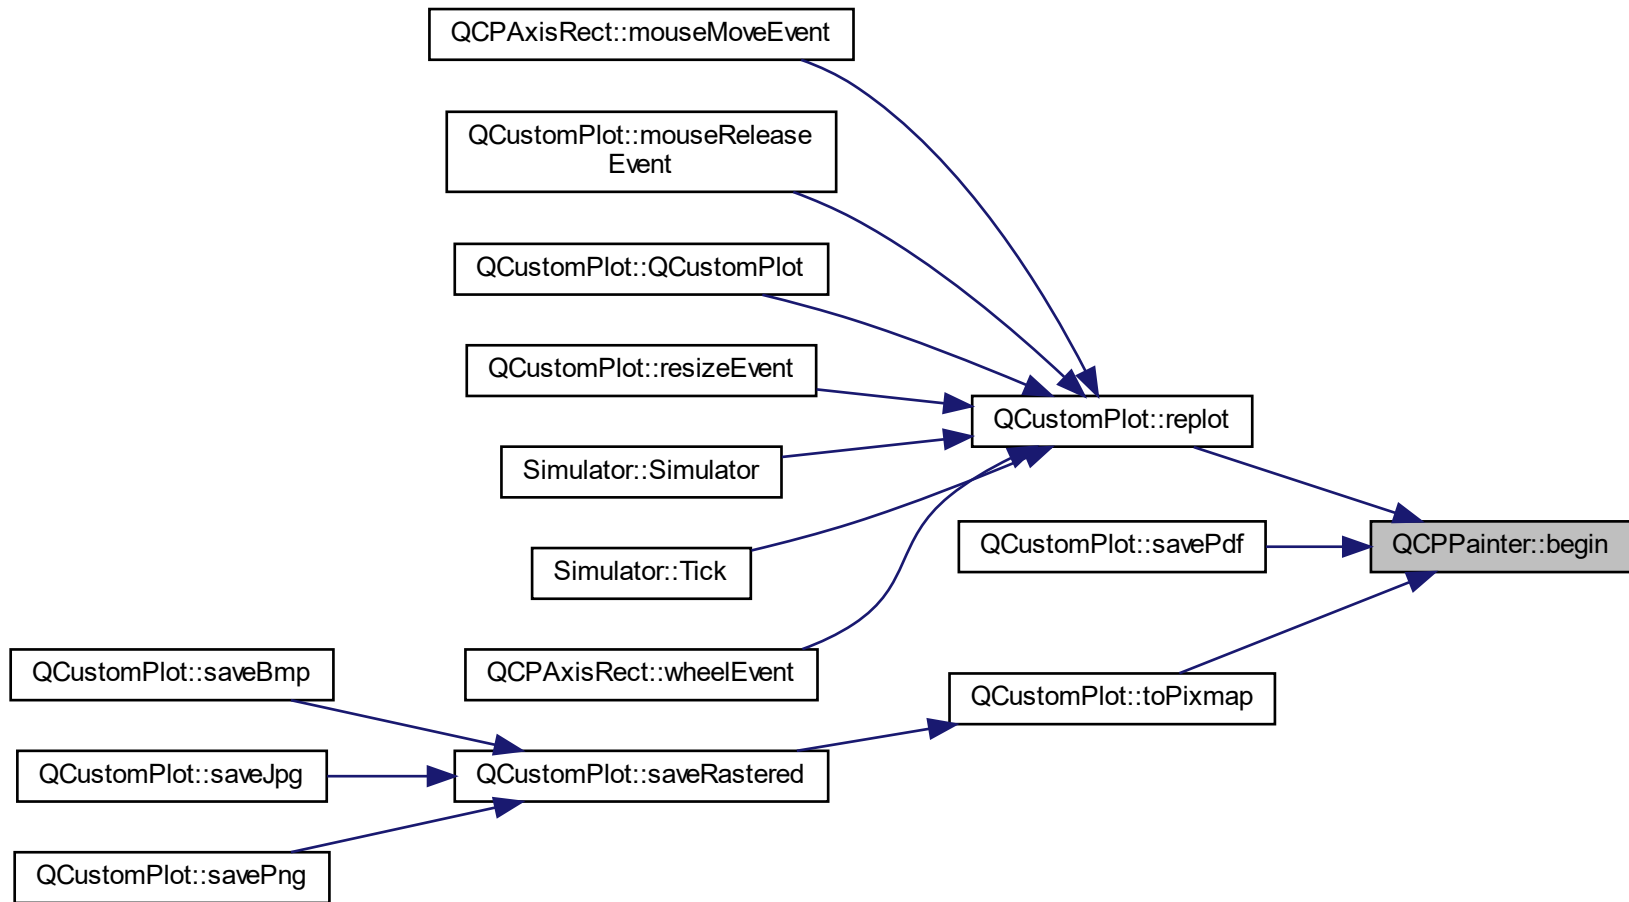 QCPAxisRect::mouseMoveEvent
QCustomPlot::mouseRelease
Event
QCustomPlot::QCustomPlot
QCustomPlot::resizeEvent
QCustomPlot::replot
Simulator::Simulator
QCustomPlot::savePdf
QCPPainter::begin
Simulator::Tick
QCustomPlot::saveBmp
QCPAxisRect::wheelEvent
QCustomPlot::toPixmap
QCustomPlot::saveJpg
QCustomPlot::saveRastered
QCustomPlot::savePng